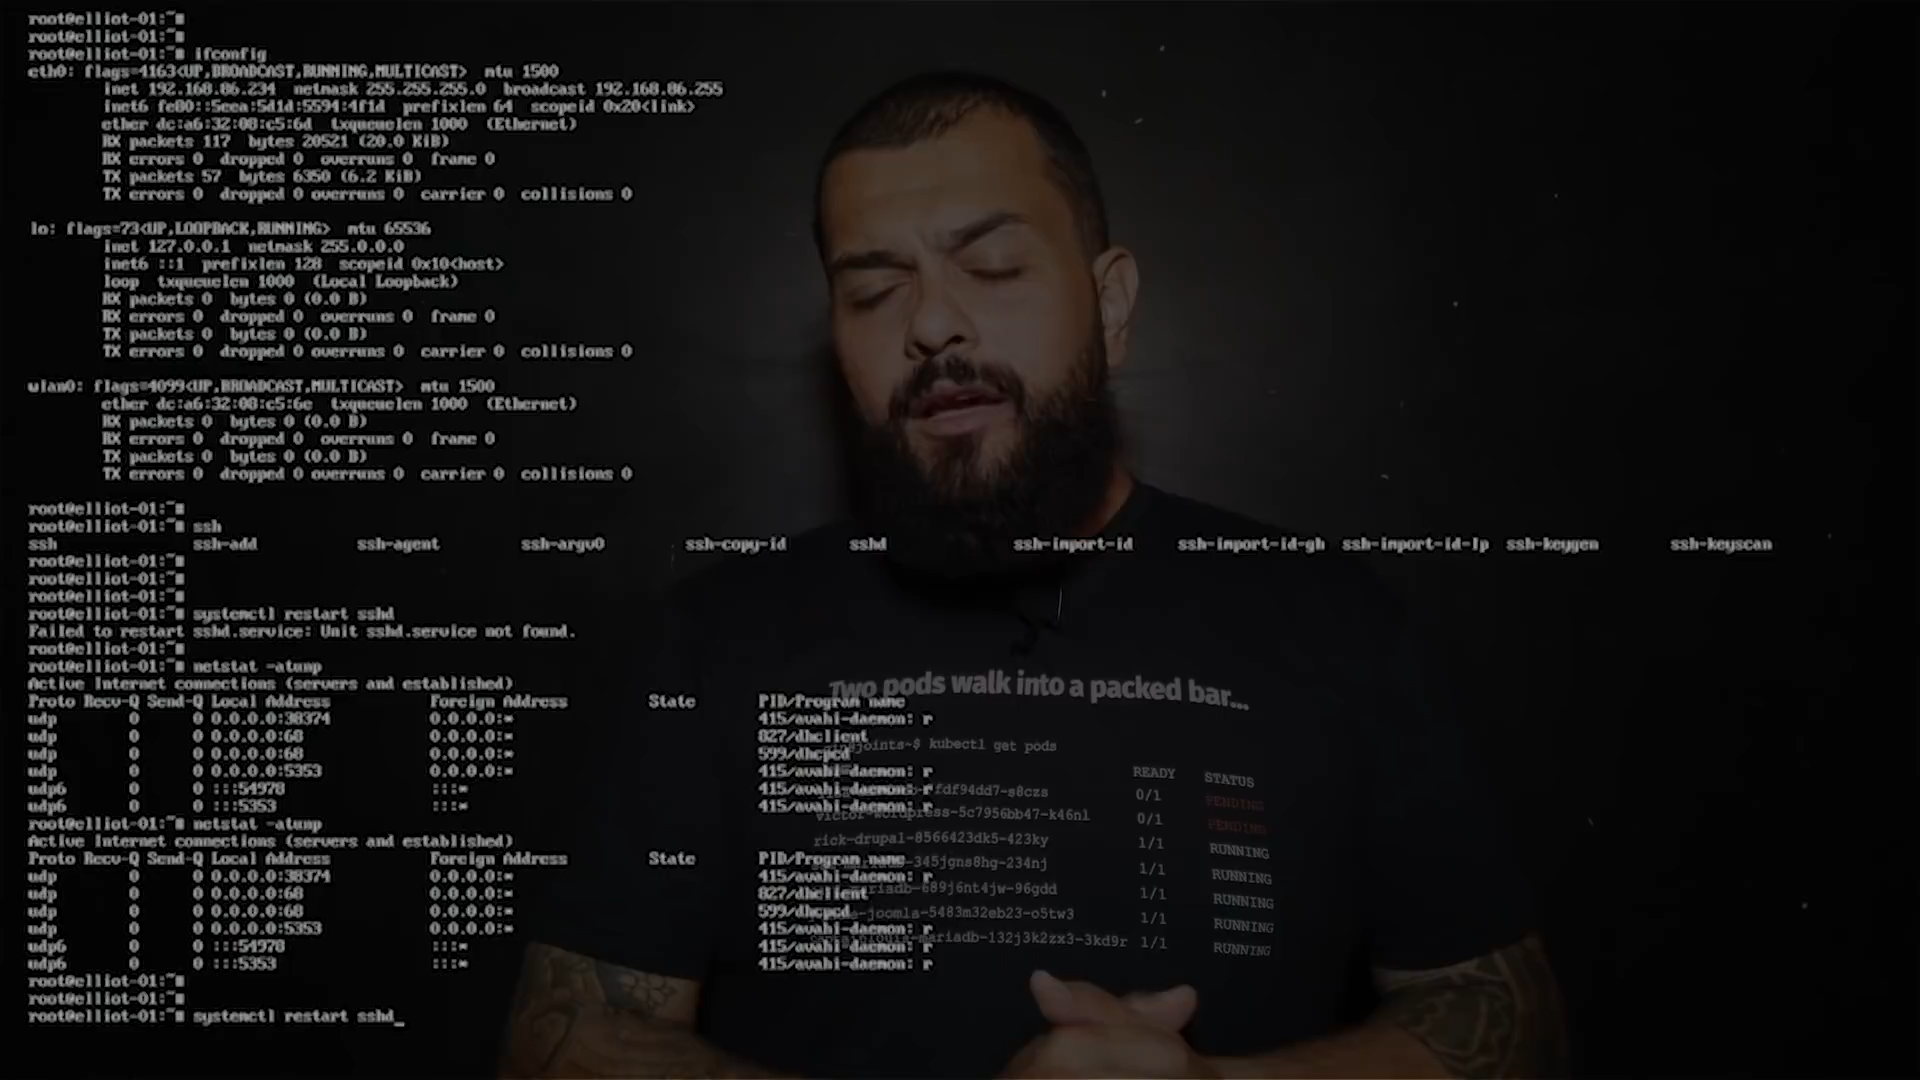 root@elliot-01:~#
root@elliot-01:~#
root@elliot-01:~# ifconfig
eth0: flags=4163<UP,BROADCAST,RUNNING,MULTICAST>  mtu 1500
inet 192.168.86.234  netmask 255.255.255.0  broadcast 192.168.86.255
inet6 fe80::5eea:5d1d:5594:4f1d  prefixlen 64  scopeid 0x20<link>
ether dc:a6:32:08:c5:6d  txqueuelen 1000  (Ethernet)
RX packets 117  bytes 20521 (20.0 KiB)
RX errors 0  dropped 0  overruns 0  frame 0
TX packets 57  bytes 6350 (6.2 KiB)
TX errors 0  dropped 0 overruns 0  carrier 0  collisions 0
lo: flags=73<UP,LOOPBACK,RUNNING>  mtu 65536
inet 127.0.0.1  netmask 255.0.0.0
inet6 ::1  prefixlen 128  scopeid 0x10<host>
loop  txqueuelen 1000  (Local Loopback)
RX packets 0  bytes 0 (0.0 B)
RX errors 0  dropped 0  overruns 0  frame 0
TX packets 0  bytes 0 (0.0 B)
TX errors 0  dropped 0 overruns 0  carrier 0  collisions 0
wlan0: flags=4099<UP,BROADCAST,MULTICAST>  mtu 1500
ether dc:a6:32:08:c5:6e  txqueuelen 1000  (Ethernet)
RX packets 0  bytes 0 (0.0 B)
RX errors 0  dropped 0  overruns 0  frame 0
TX packets 0  bytes 0 (0.0 B)
TX errors 0  dropped 0 overruns 0  carrier 0  collisions 0
root@elliot-01:~#
root@elliot-01:~# ssh
ssh ssh-add ssh-agent ssh-argv0 ssh-copy-id sshd ssh-import-id ssh-import-id-gh ssh-import-id-lp ssh-keygen ssh-keyscan
root@elliot-01:~#
root@elliot-01:~#
root@elliot-01:~#
root@elliot-01:~# systemctl restart sshd
Failed to restart sshd.service: Unit sshd.service not found.
root@elliot-01:~#
root@elliot-01:~# netstat -atunp
Active Internet connections (servers and established)
Proto Recv-Q Send-Q Local Address Foreign Address State PID/Program name
udp 0 0 0.0.0.0:38374 0.0.0.0:* 415/avahi-daemon: r
udp 0 0 0.0.0.0:68 0.0.0.0:* 827/dhclient
udp 0 0 0.0.0.0:68 0.0.0.0:* 599/dhcpcd
udp 0 0 0.0.0.0:5353 0.0.0.0:* 415/avahi-daemon: r
udp6 0 0 :::54978 :::* 415/avahi-daemon: r
udp6 0 0 :::5353 :::* 415/avahi-daemon: r
root@elliot-01:~# netstat -atunp
Active Internet connections (servers and established)
Proto Recv-Q Send-Q Local Address Foreign Address State PID/Program name
udp 0 0 0.0.0.0:38374 0.0.0.0:* 415/avahi-daemon: r
udp 0 0 0.0.0.0:68 0.0.0.0:* 827/dhclient
udp 0 0 0.0.0.0:68 0.0.0.0:* 599/dhcpcd
udp 0 0 0.0.0.0:5353 0.0.0.0:* 415/avahi-daemon: r
udp6 0 0 :::54978 :::* 415/avahi-daemon: r
udp6 0 0 :::5353 :::* 415/avahi-daemon: r
root@elliot-01:~#
root@elliot-01:~#
root@elliot-01:~# systemctl restart sshd_
Two pods walk into a packed bar...
kubectl get pods
READY STATUS
0/1 PENDING
victor-wordpress-5c7956bb47-k46nl 0/1 PENDING
rick-drupal-8566423dk5-423ky 1/1 RUNNING
1/1 RUNNING
1/1 RUNNING
1/1 RUNNING
1/1 RUNNING